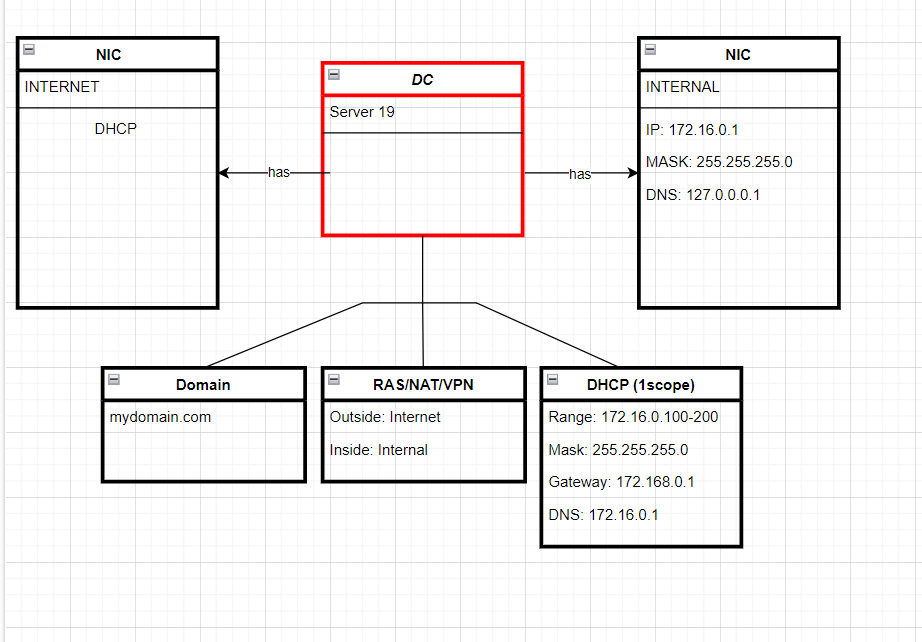 NIC
INTERNET
DHCP
DC
Server 19
NIC
INTERNAL
IP: 172.16.0.1
MASK: 255.255.255.0
DNS: 127.0.0.0.1
has
has
Domain
mydomain.com
RAS/NAT/VPN
Outside: Internet
Inside: Internal
DHCP (1scope)
Range: 172.16.0.100-200
Mask: 255.255.255.0
Gateway: 172.168.0.1
DNS: 172.16.0.1